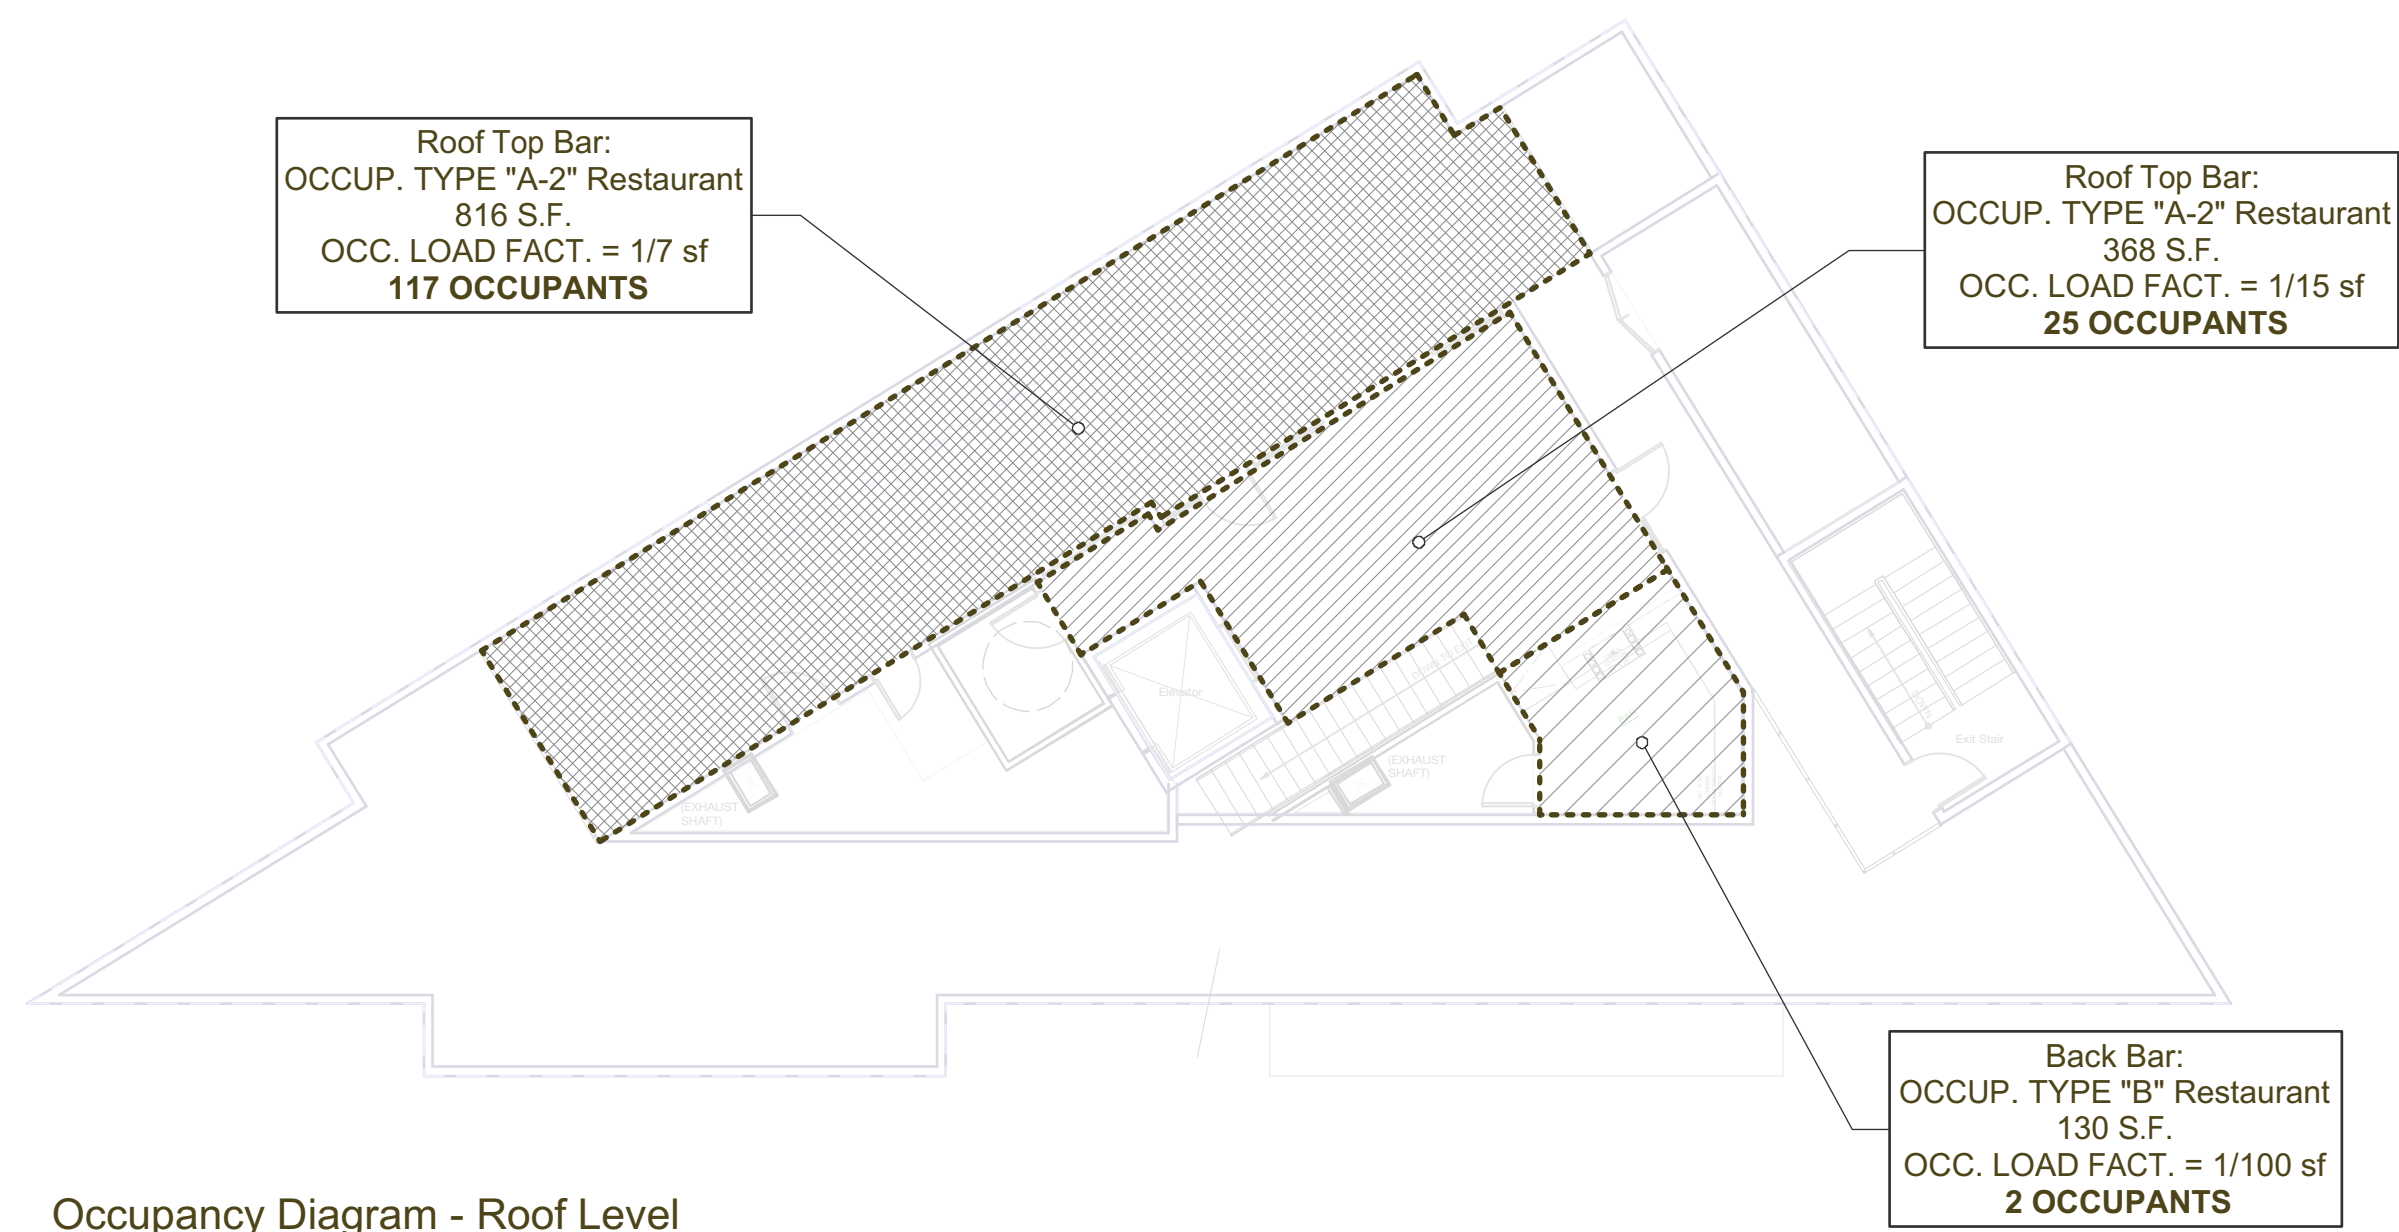 Roof Top Bar:
OCCUP. TYPE "A-2" Restaurant
816 S.F.
OCC. LOAD FACT. = 1/7 sf
117 OCCUPANTS
Roof Top Bar:
OCCUP. TYPE "A-2" Restaurant
368 S.F.
OCC. LOAD FACT. = 1/15 sf
25 OCCUPANTS
Elevator
(EXHAUST
SHAFT)
(EXHAUST
SHAFT)
Exit Stair
Back Bar:
OCCUP. TYPE "B" Restaurant
130 S.F.
OCC. LOAD FACT. = 1/100 sf
2 OCCUPANTS
Occupancy Diagram - Roof Level